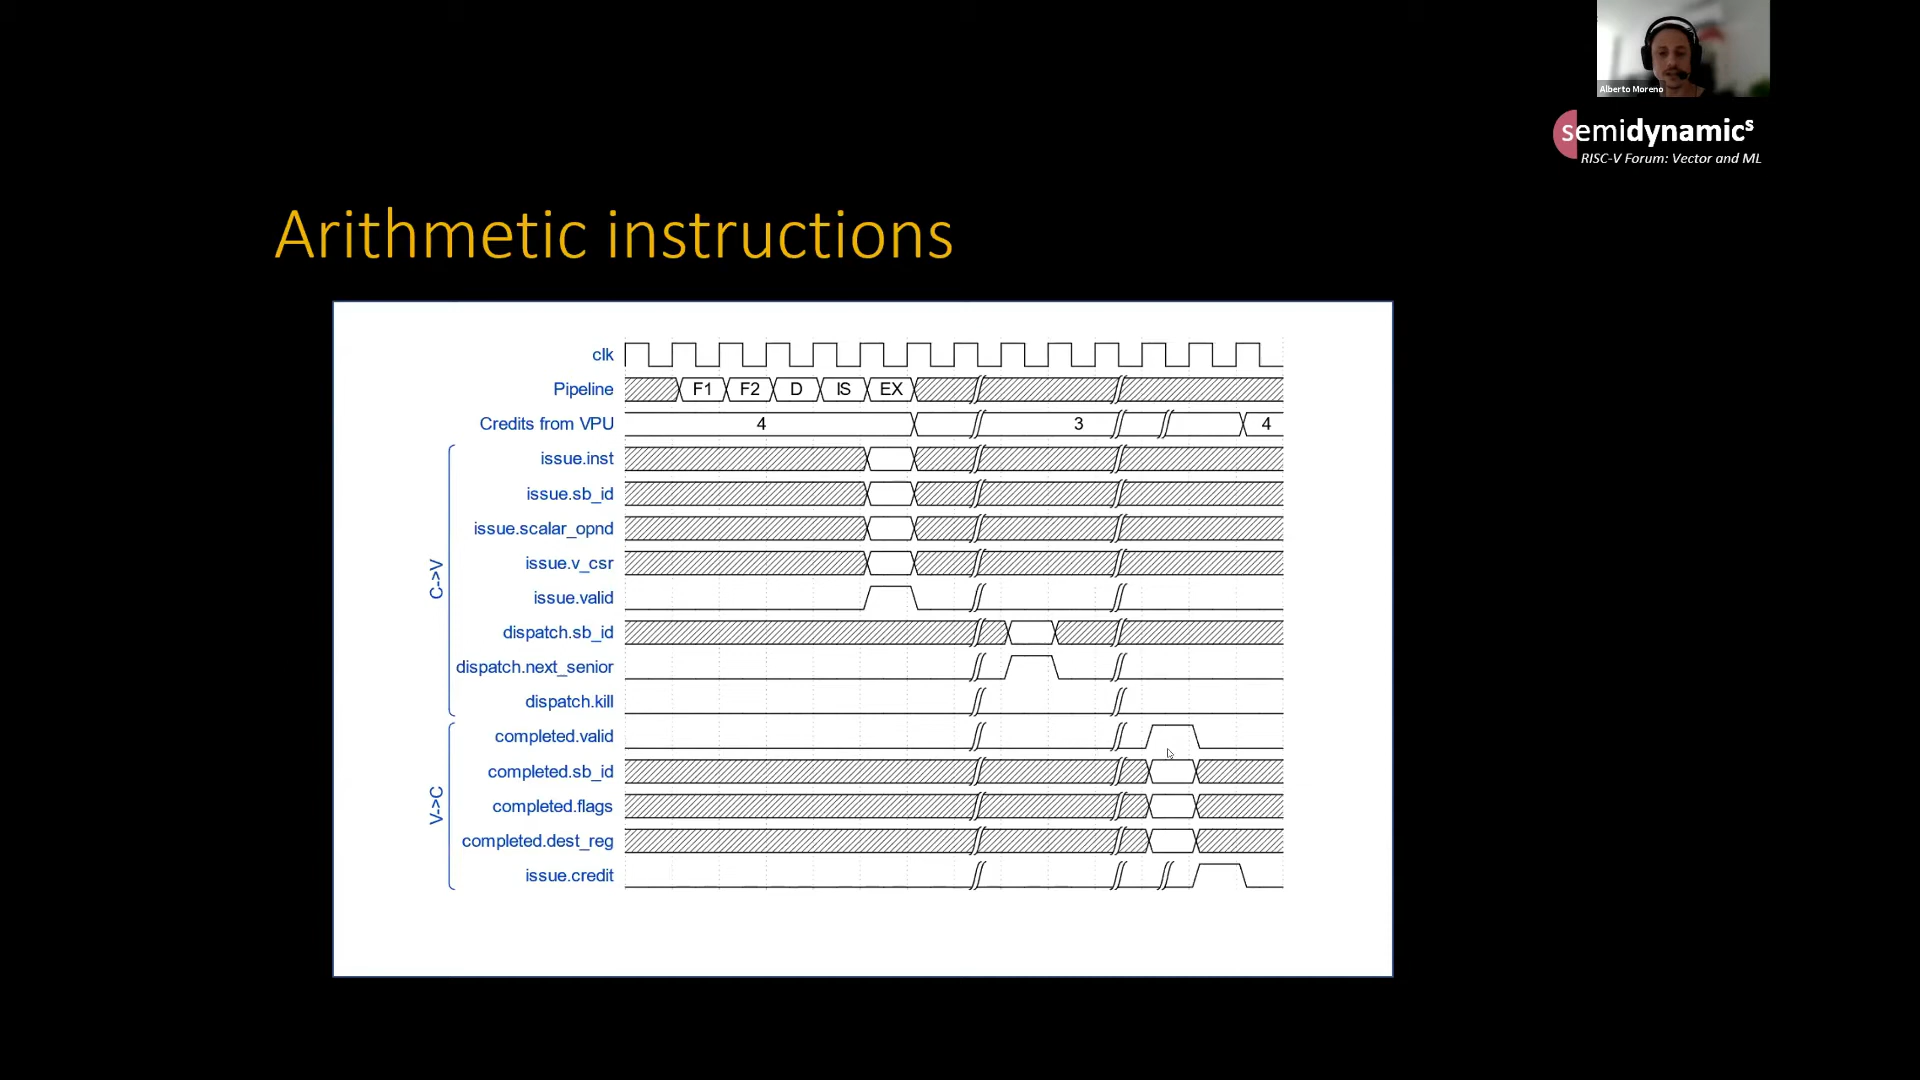 Alberto Moreno
semidynamics
RISC-V Forum: Vector and ML
Arithmetic instructions
clk
Pipeline F1 F2 D IS EX
Credits from VPU 4 3 4
C->V
issue.inst
issue.sb_id
issue.scalar_opnd
issue.v_csr
issue.valid
dispatch.sb_id
dispatch.next_senior
dispatch.kill
V->C
completed.valid
completed.sb_id
completed.flags
completed.dest_reg
issue.credit